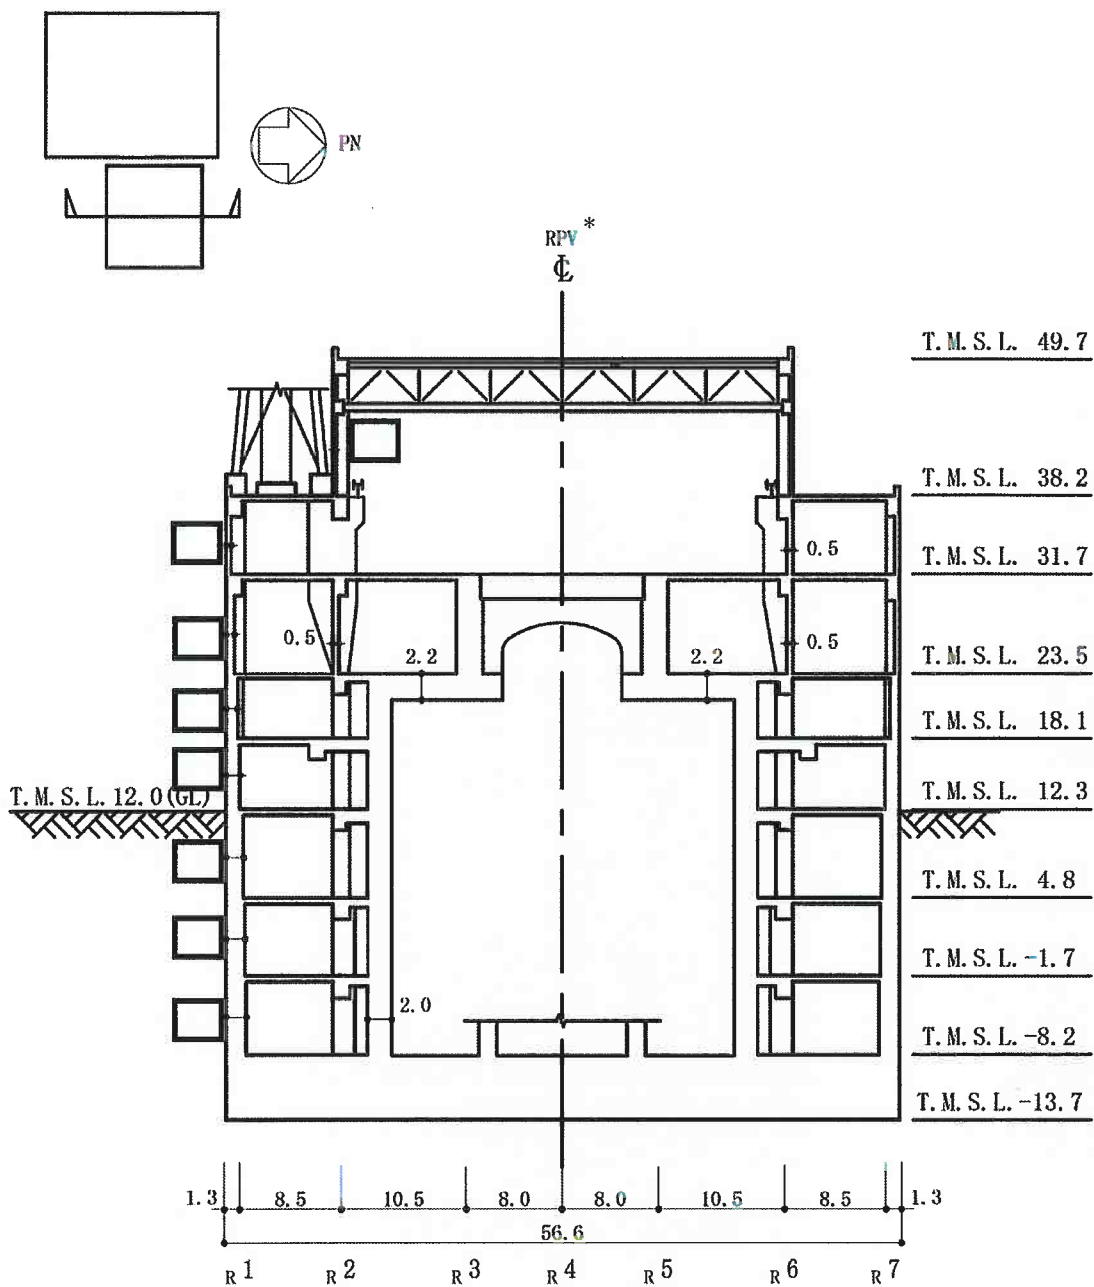 PN
RPV *
℄
T.M.S.L. 49.7
T.M.S.L. 38.2
0.5
T.M.S.L. 31.7
0.5
0.5
2.2
2.2
T.M.S.L. 23.5
T.M.S.L. 18.1
T.M.S.L.12.0(GL)
T.M.S.L. 12.3
T.M.S.L. 4.8
T.M.S.L.-1.7
2.0
T.M.S.L.-8.2
T.M.S.L.-13.7
1.3 8.5 10.5 8.0 8.0 10.5 8.5 1.3
56.6
R1 R2 R3 R4 R5 R6 R7